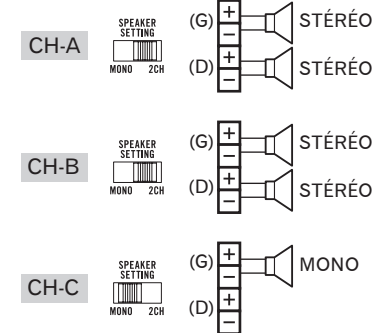 CH-A
SPEAKER
SETTING
MONO 2CH
(G) + − STÉRÉO
(D) + − STÉRÉO
CH-B
SPEAKER
SETTING
MONO 2CH
(G) + − STÉRÉO
(D) + − STÉRÉO
CH-C
SPEAKER
SETTING
MONO 2CH
(G) + − MONO
(D) + −